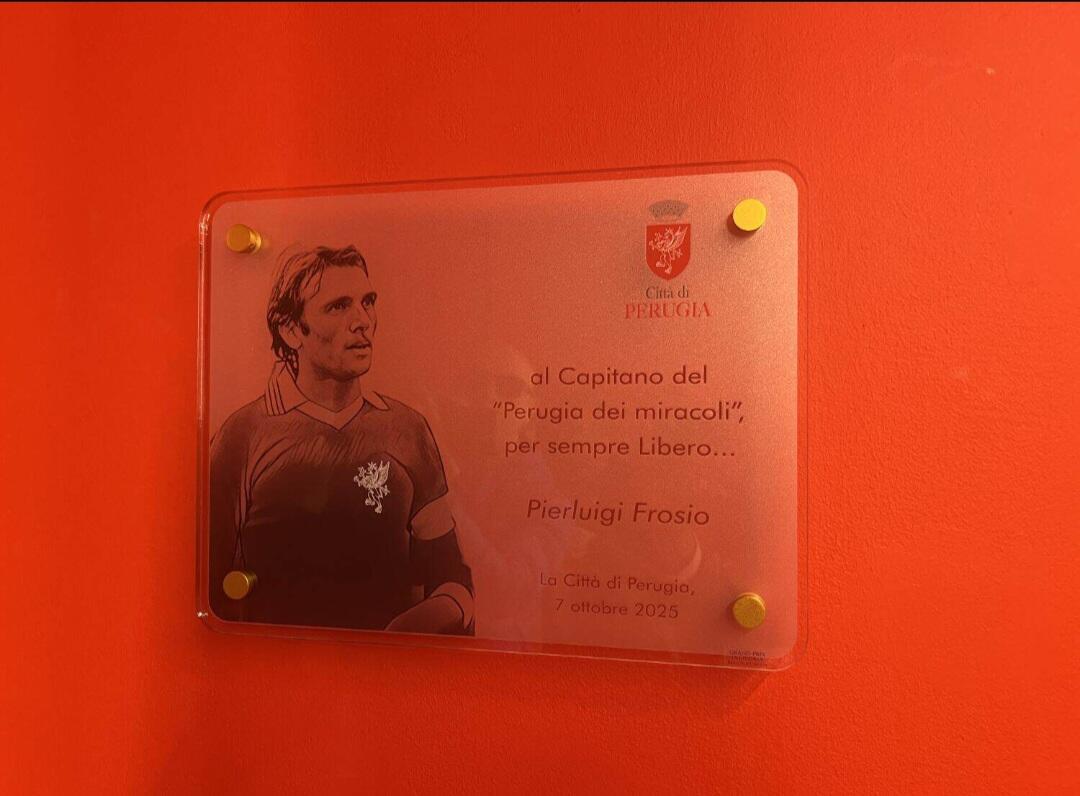 Città di
PERUGIA
al Capitano del
"Perugia dei miracoli",
per sempre Libero...
Pierluigi Frosio
La Città di Perugia,
7 ottobre 2025